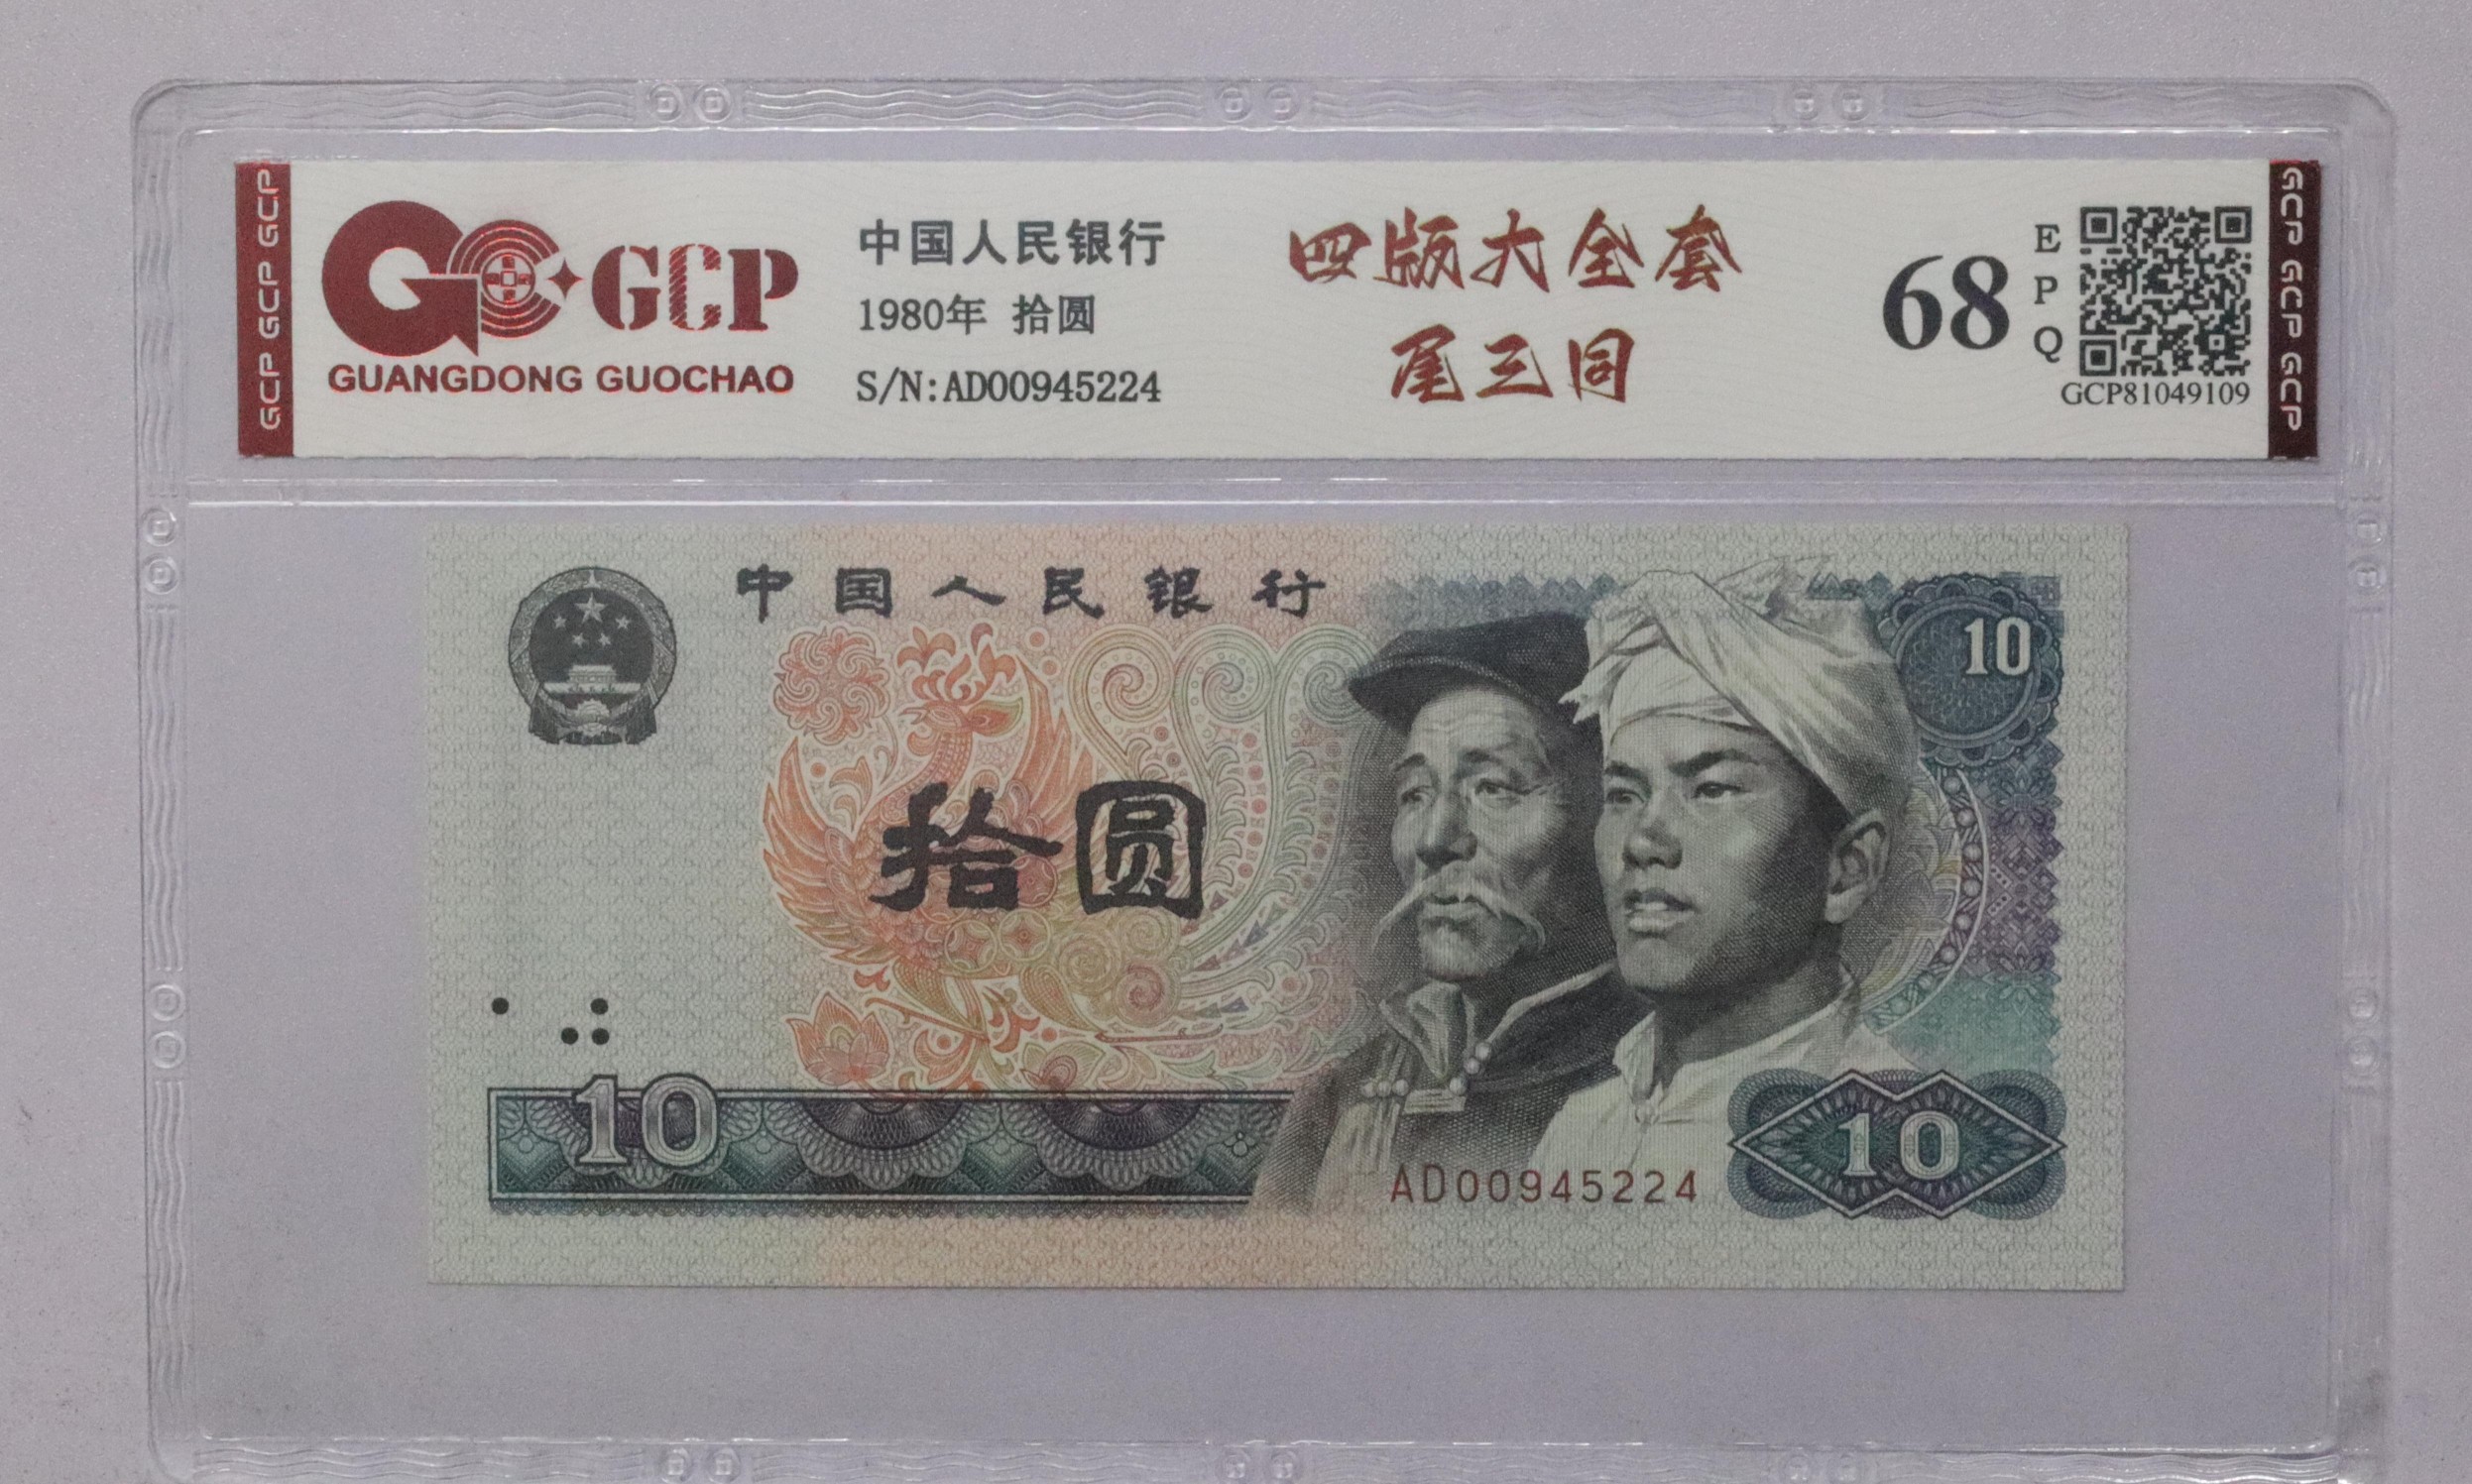 GCP GCP GCP
GCP
GUANGDONG GUOCHAO
中国人民银行
1980年 拾圆
S/N:AD00945224
四版大全套
尾三同
68
EPQ
GCP81049109
GCP GCP GCP
中国人民银行
10
拾圆
10
AD00945224
10